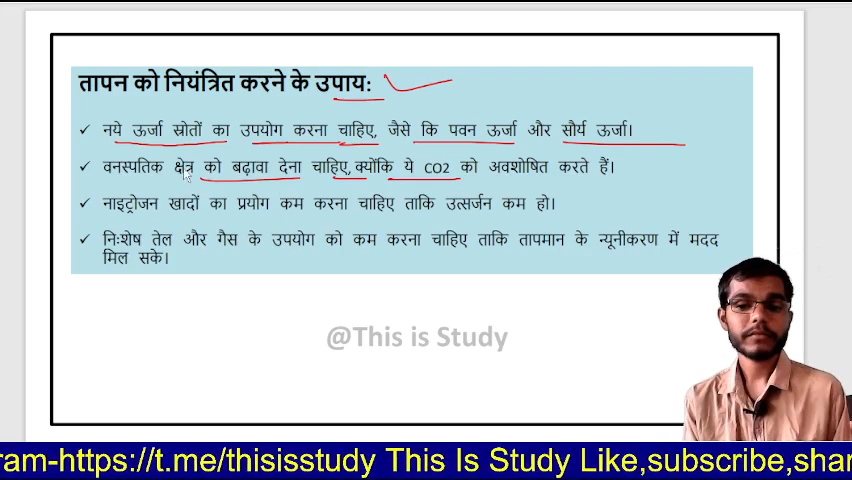 तापन को नियंत्रित करने के उपाय:
✓ नये ऊर्जा स्रोतों का उपयोग करना चाहिए, जैसे कि पवन ऊर्जा और सौर्य ऊर्जा।
✓ वनस्पतिक क्षेत्र को बढ़ावा देना चाहिए, क्योंकि ये CO2 को अवशोषित करते हैं।
✓ नाइट्रोजन खादों का प्रयोग कम करना चाहिए ताकि उत्सर्जन कम हो।
✓ निःशेष तेल और गैस के उपयोग को कम करना चाहिए ताकि तापमान के न्यूनीकरण में मदद
मिल सके।
@This is Study
ram-https://t.me/thisisstudy This Is Study Like,subscribe,shar